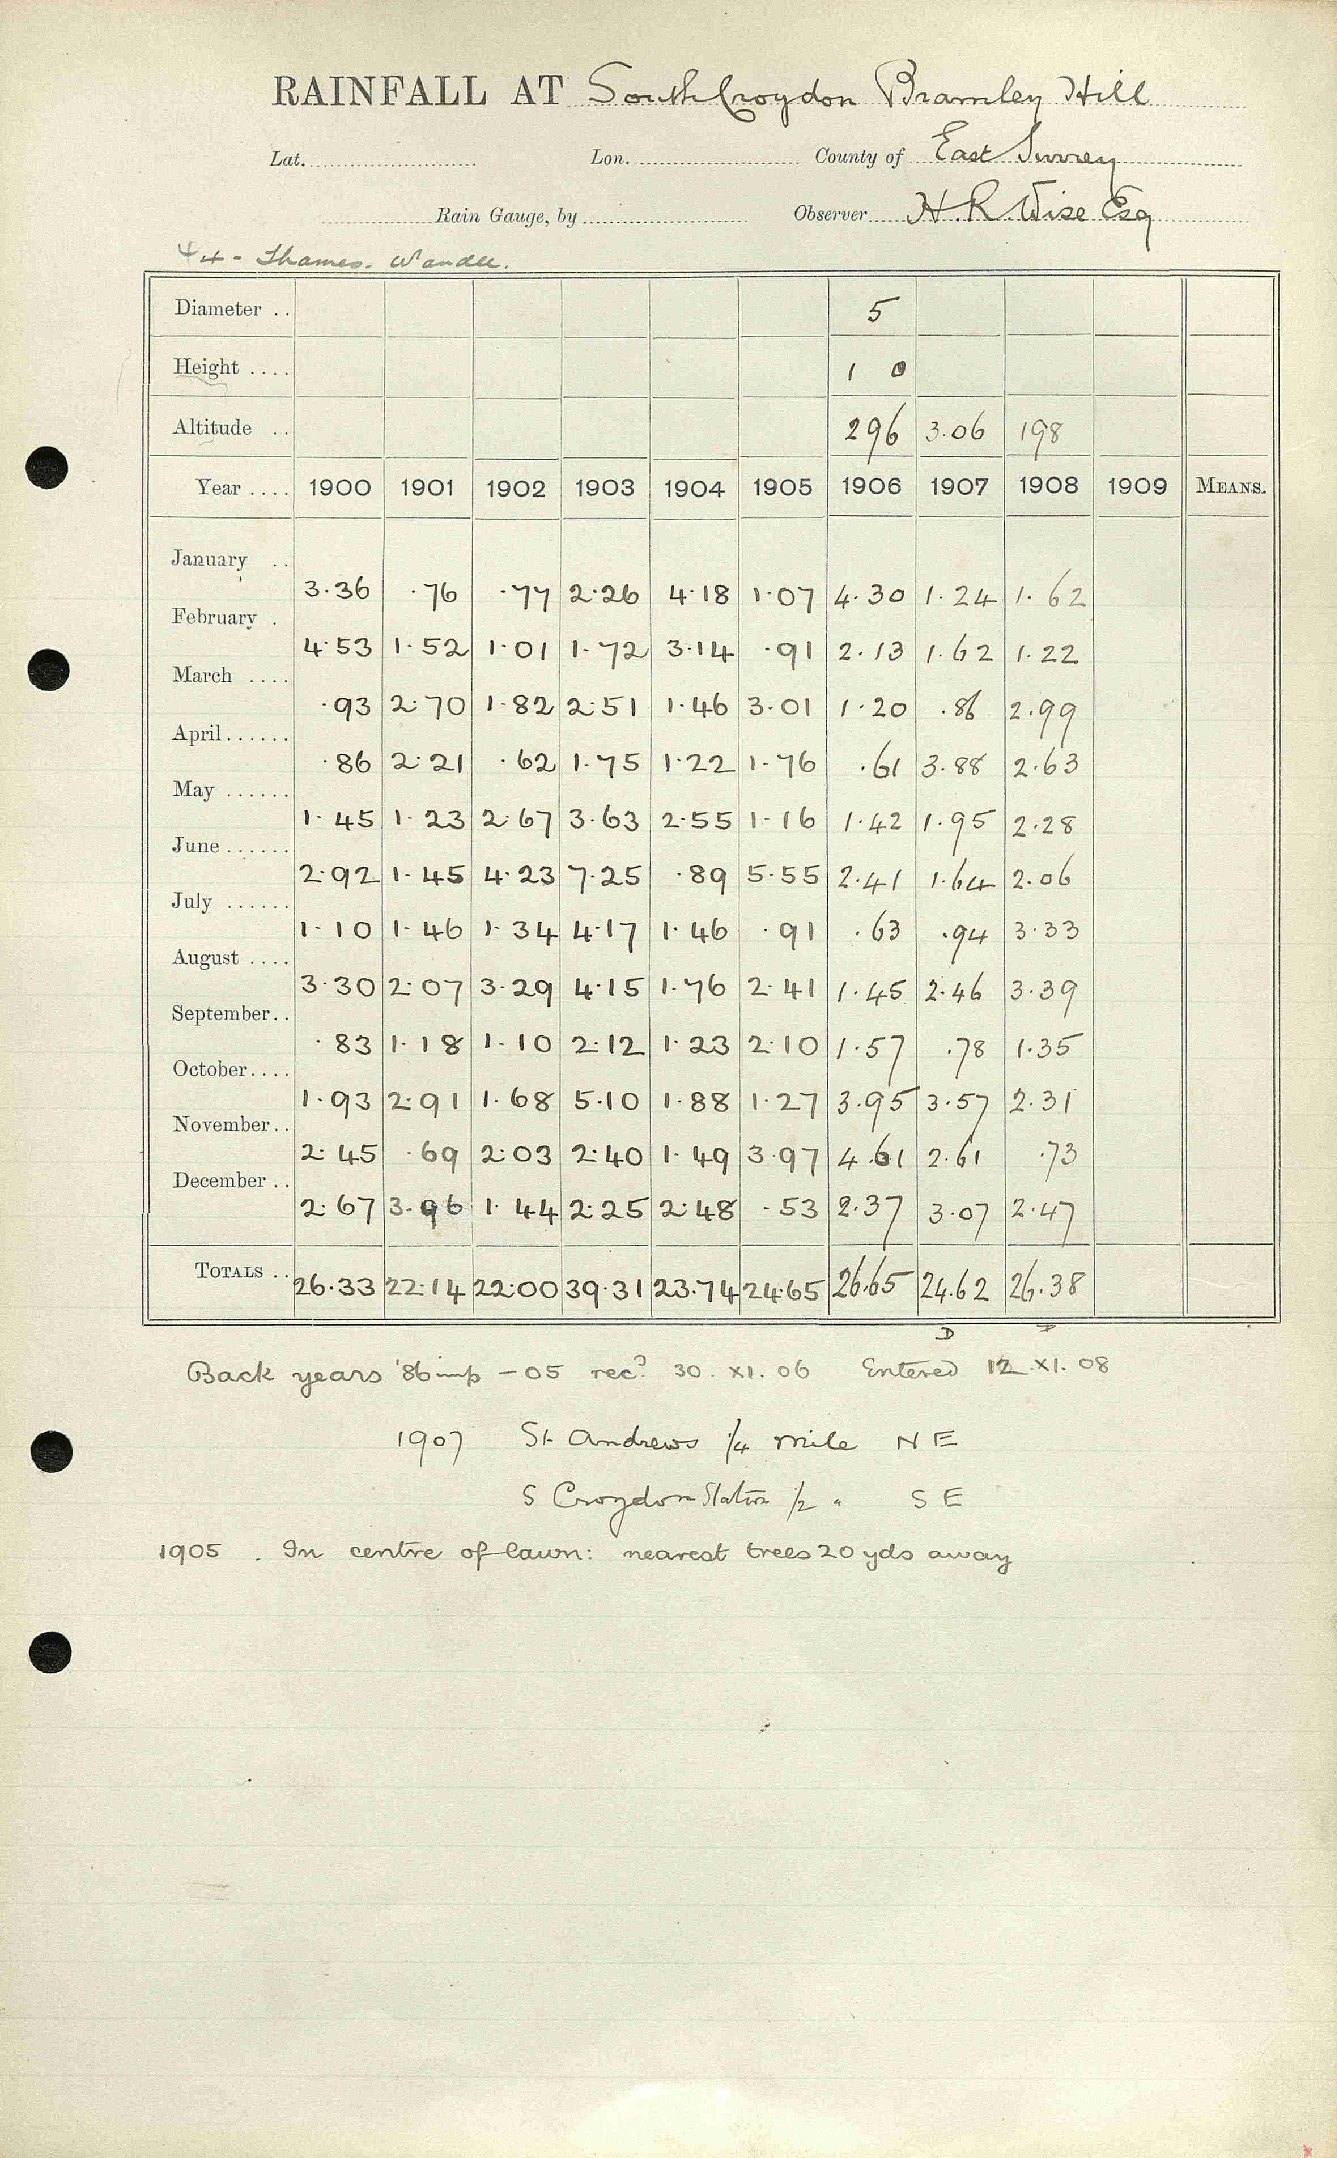 RAINFALL AT South Croydon Bramley Hill
Lat. Lon. County of East Surrey
Rain Gauge, by Observer H. R. Wise Esq
44 - Thames. Wandle.
Diameter .. 5
Height .... 1 0
Altitude .. 296 3.06 198
Year .... 1900 1901 1902 1903 1904 1905 1906 1907 1908 1909 MEANS.
January .. 3.36 .76 .77 2.26 4.18 1.07 4.30 1.24 1.62
February . 4.53 1.52 1.01 1.72 3.14 .91 2.13 1.62 1.22
March .... .93 2.70 1.82 2.51 1.46 3.01 1.20 .86 2.99
April...... .86 2.21 .62 1.75 1.22 1.76 .61 3.88 2.63
May ...... 1.45 1.23 2.67 3.63 2.55 1.16 1.42 1.95 2.28
June ...... 2.92 1.45 4.23 7.25 .89 5.55 2.41 1.64 2.06
July ...... 1.10 1.46 1.34 4.17 1.46 .91 .63 .94 3.33
August .... 3.30 2.07 3.29 4.15 1.76 2.41 1.45 2.46 3.39
September.. .83 1.18 1.10 2.12 1.23 2.10 1.57 .78 1.35
October.... 1.93 2.91 1.68 5.10 1.88 1.27 3.95 3.57 2.31
November.. 2.45 .69 2.03 2.40 1.49 3.97 4.61 2.61 .73
December .. 2.67 3.96 1.44 2.25 2.48 .53 2.37 3.07 2.47
TOTALS .. 26.33 22.14 22.00 39.31 23.74 24.65 26.65 24.62 26.38
D
Back years '86 imp - 05 recd 30. XI. 06 Entered 12. XI. 08
1907 St Andrews 1/4 mile N E
S Croydon Station 1/2 " S E
1905 . In centre of lawn: nearest trees 20 yds away